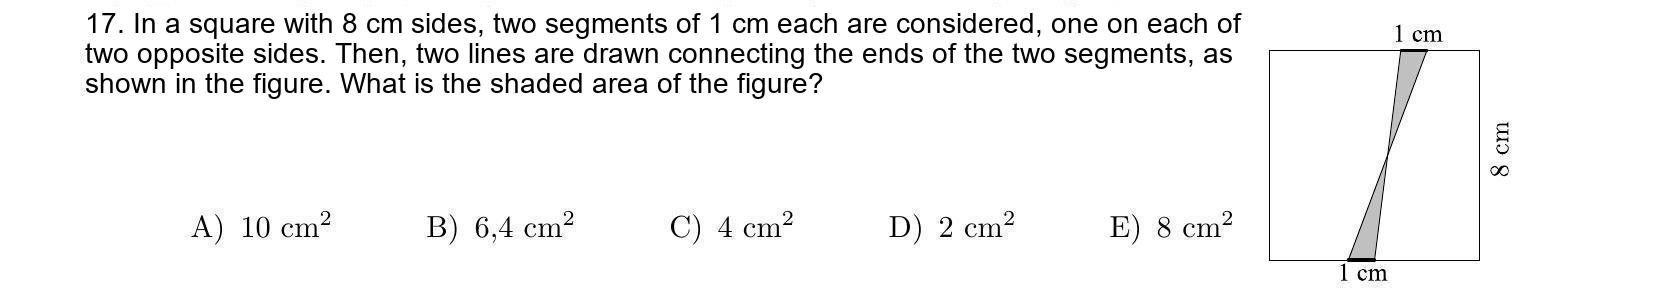 17. In a square with 8 cm sides, two segments of 1 cm each are considered, one on each of
two opposite sides. Then, two lines are drawn connecting the ends of the two segments, as
shown in the figure. What is the shaded area of the figure?
A) 10 cm² B) 6,4 cm² C) 4 cm² D) 2 cm² E) 8 cm²
1 cm
8 cm
1 cm